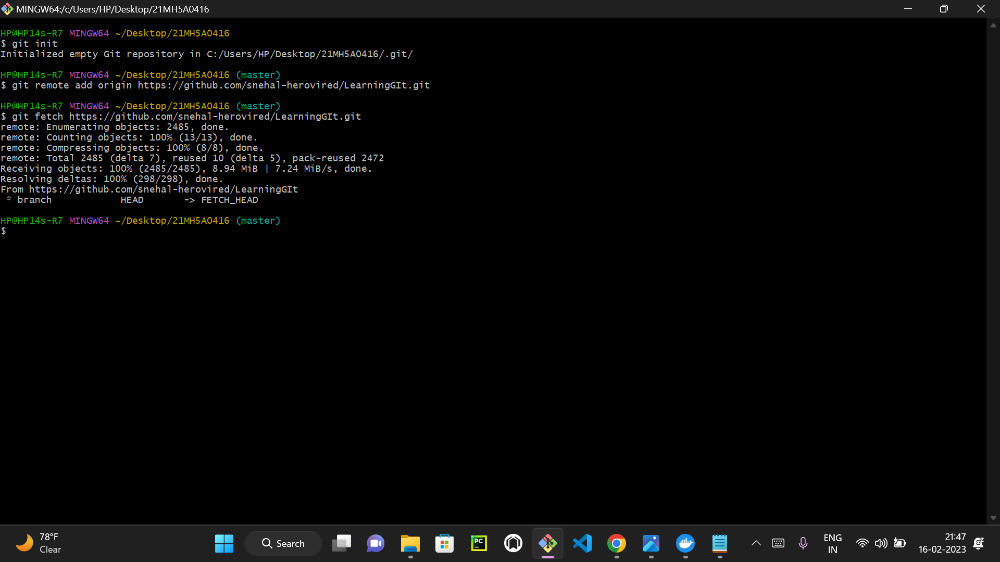 MINGW64:/c/Users/HP/Desktop/21MH5A0416
HP@HP14s-R7 MINGW64 ~/Desktop/21MH5A0416
$ git init
Initialized empty Git repository in C:/Users/HP/Desktop/21MH5A0416/.git/
HP@HP14s-R7 MINGW64 ~/Desktop/21MH5A0416 (master)
$ git remote add origin https://github.com/snehal-herovired/LearningGIt.git
HP@HP14s-R7 MINGW64 ~/Desktop/21MH5A0416 (master)
$ git fetch https://github.com/snehal-herovired/LearningGIt.git
remote: Enumerating objects: 2485, done.
remote: Counting objects: 100% (13/13), done.
remote: Compressing objects: 100% (8/8), done.
remote: Total 2485 (delta 7), reused 10 (delta 5), pack-reused 2472
Receiving objects: 100% (2485/2485), 8.94 MiB | 7.24 MiB/s, done.
Resolving deltas: 100% (298/298), done.
From https://github.com/snehal-herovired/LearningGIt
 * branch            HEAD       -> FETCH_HEAD
HP@HP14s-R7 MINGW64 ~/Desktop/21MH5A0416 (master)
$
78°F
Clear
Search
PC
ENG
IN
21:47
16-02-2023